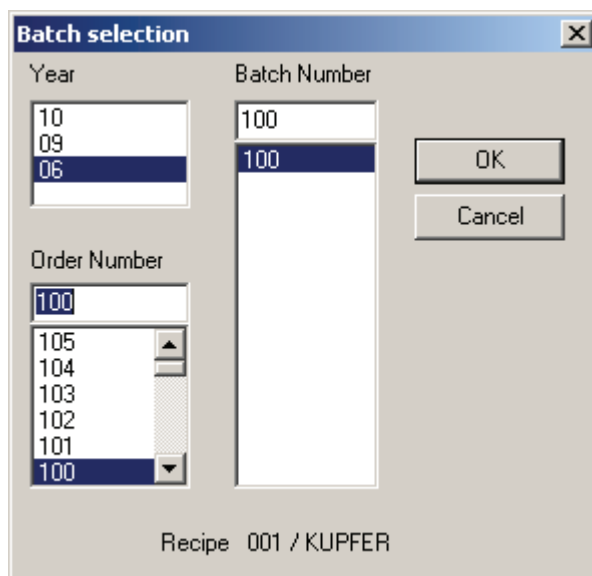 Batch selection
Year
10
09
06
Order Number
100
105
104
103
102
101
100
Batch Number
100
100
OK
Cancel
Recipe 001 / KUPFER